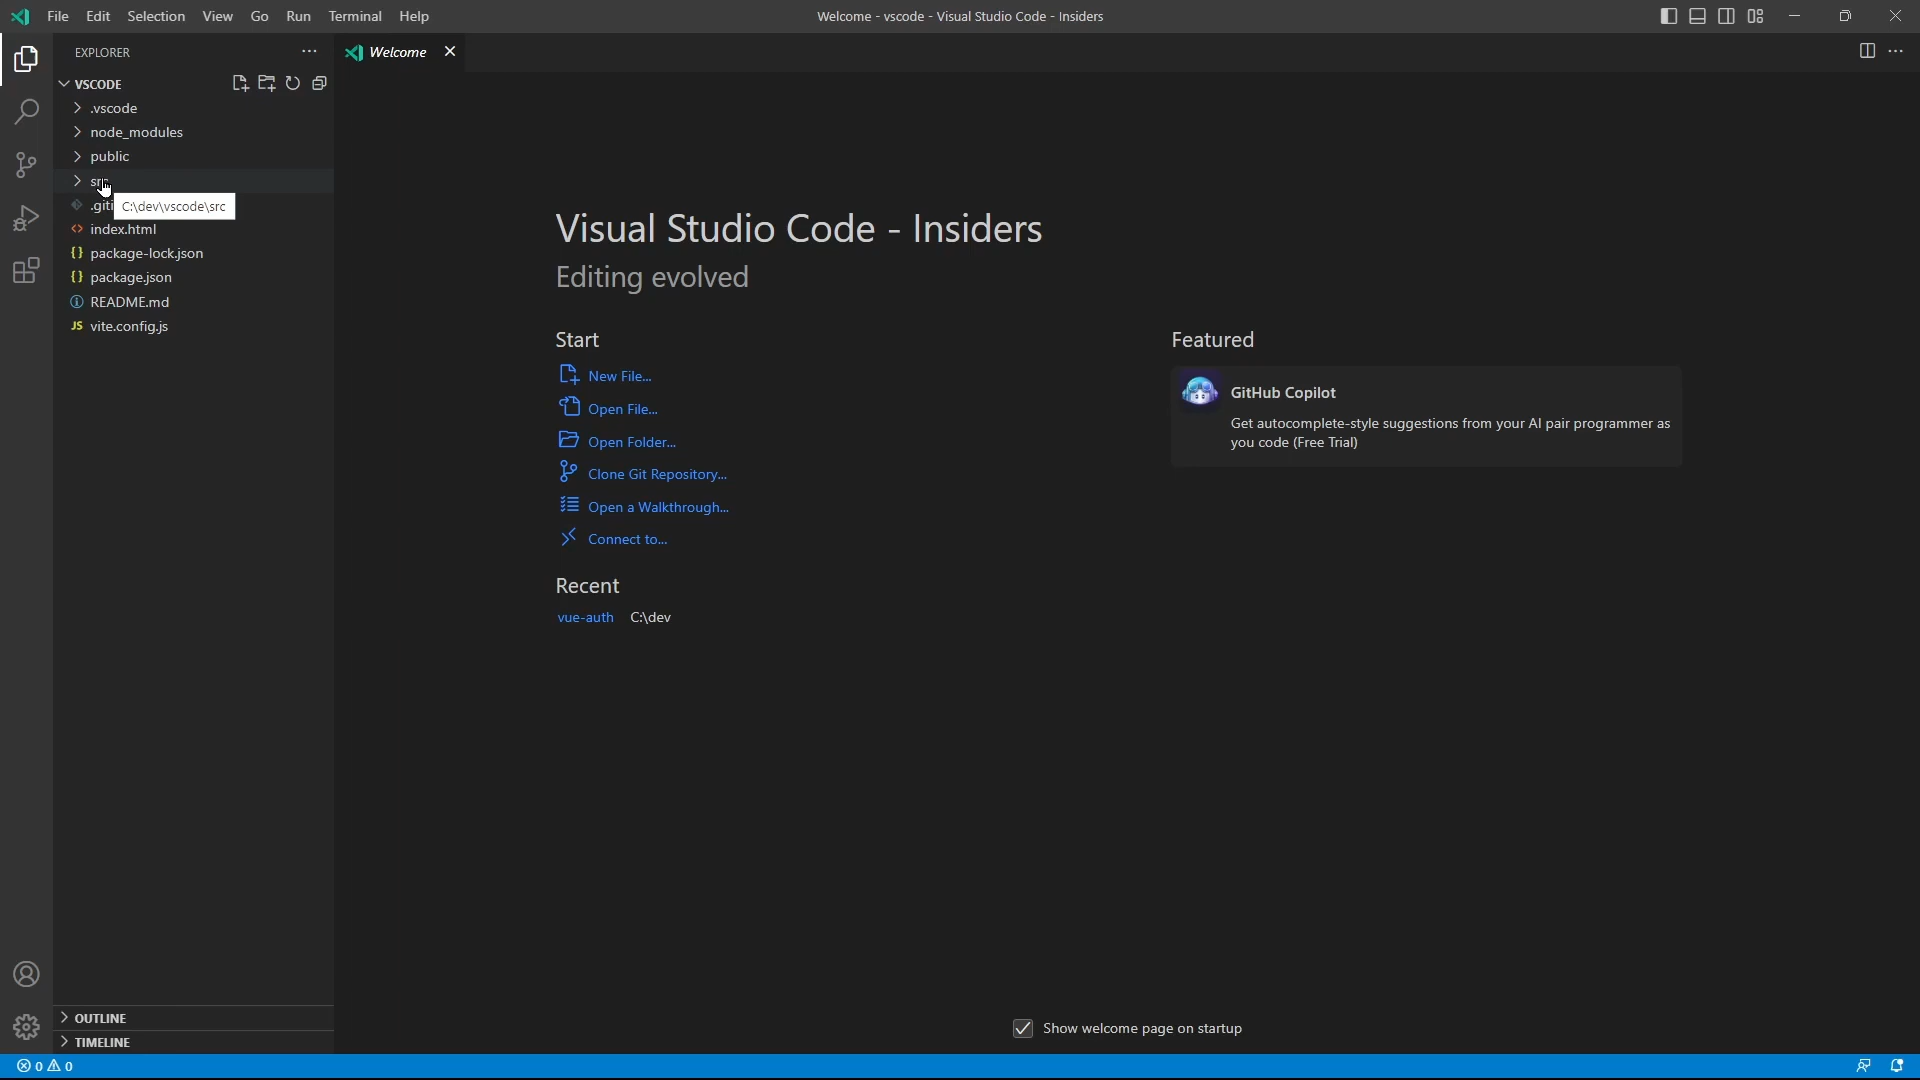 File Edit Selection View Go Run Terminal Help
Welcome - vscode - Visual Studio Code - Insiders
EXPLORER
Welcome
VSCODE
.vscode
node_modules
public
C:\dev\vscode\src
index.html
package-lock.json
package.json
README.md
JS vite.config.js
OUTLINE
TIMELINE
Visual Studio Code - Insiders
Editing evolved
Start
New File...
Open File...
Open Folder...
Clone Git Repository...
Open a Walkthrough...
Connect to...
Recent
vue-auth C:\dev
Featured
GitHub Copilot
Get autocomplete-style suggestions from your AI pair programmer as
you code (Free Trial)
Show welcome page on startup
0 0